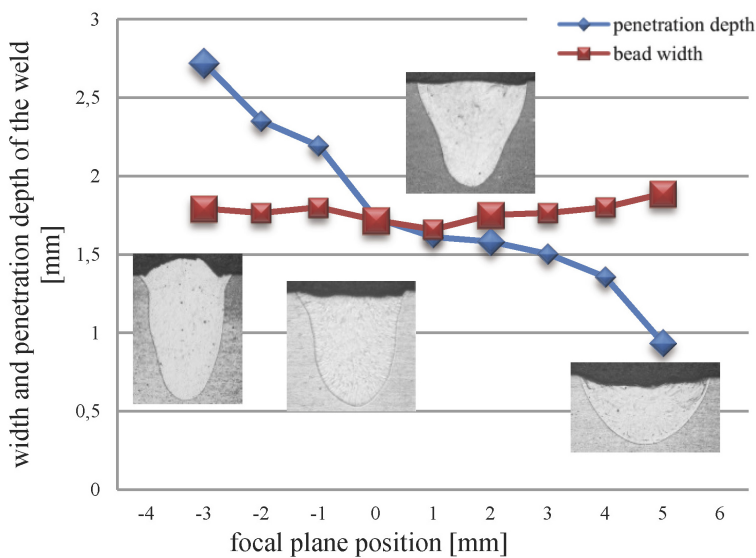 penetration depth
bead width
width and penetration depth of the weld
[mm]
3
2,5
2
1,5
1
0,5
0
-4 -3 -2 -1 0 1 2 3 4 5 6
focal plane position [mm]